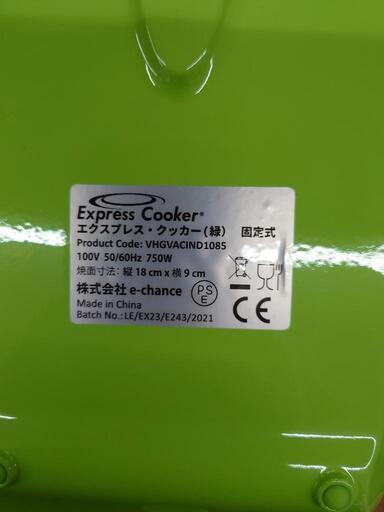 Express Cooker®
エクスプレス・クッカー(緑) 固定式
Product Code: VHGVACIND1085
100V 50/60Hz 750W
焼面寸法: 縦 18 cm x 横 9 cm
株式会社 e-chance
PS
E
Made in China
Batch No.: LE/EX23/E243/2021